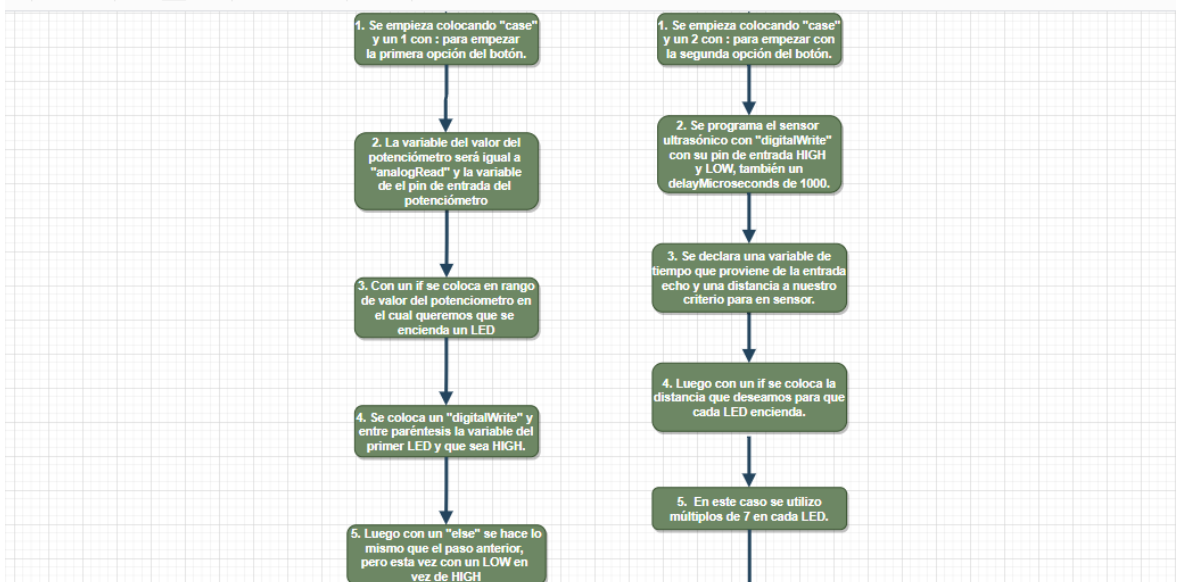 1. Se empieza colocando "case"
y un 1 con : para empezar
la primera opción del botón.
2. La variable del valor del
potenciómetro será igual a
"analogRead" y la variable
de el pin de entrada del
potenciómetro
3. Con un if se coloca en rango
de valor del potenciometro en
el cual queremos que se
encienda un LED
4. Se coloca un "digitalWrite" y
entre paréntesis la variable del
primer LED y que sea HIGH.
5. Luego con un "else" se hace lo
mismo que el paso anterior,
pero esta vez con un LOW en
vez de HIGH
1. Se empieza colocando "case"
y un 2 con : para empezar con
la segunda opción del botón.
2. Se programa el sensor
ultrasónico con "digitalWrite"
con su pin de entrada HIGH
y LOW, también un
delayMicroseconds de 1000.
3. Se declara una variable de
tiempo que proviene de la entrada
echo y una distancia a nuestro
criterio para en sensor.
4. Luego con un if se coloca la
distancia que deseamos para que
cada LED encienda.
5. En este caso se utilizo
múltiplos de 7 en cada LED.